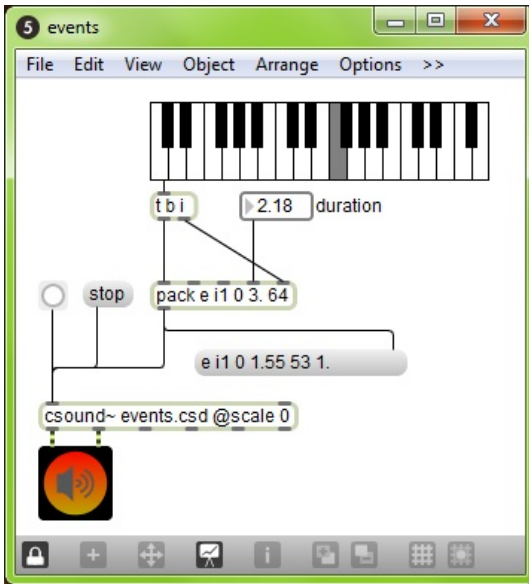 5 events
File Edit View Object Arrange Options >>
t b i
2.18 duration
stop
pack e i1 0 3. 64
e i1 0 1.55 53 1.
csound~ events.csd @scale 0
i